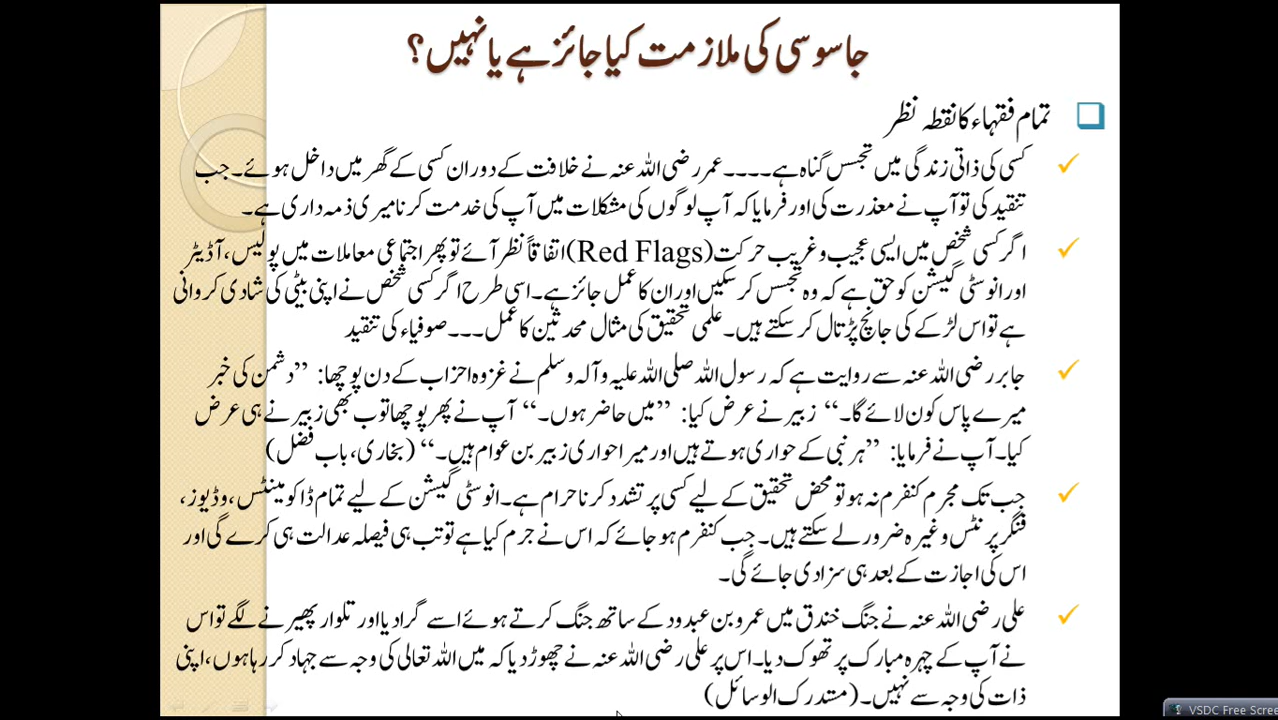 جاسوسی کی ملازمت کیا جائز ہے یا نہیں؟
تمام فقہاء کا نقطہ نظر
کسی کی ذاتی زندگی میں تجسس گناہ ہے۔۔۔۔عمر رضی اللہ عنہ نے خلافت کے دوران کسی کے گھر میں داخل ہوئے۔ جب
تنقید کی تو آپ نے معذرت کی اور فرمایا کہ آپ لوگوں کی مشکلات میں آپ کی خدمت کرنا میری ذمہ داری ہے۔
اگر کسی شخص میں ایسی عجیب و غریب حرکت (Red Flags) اتفاقاً نظر آئے تو پھر اجتماعی معاملات میں پولیس، آڈیٹر
اور انوسٹی گیشن کو حق ہے کہ وہ تجسس کر سکیں اور ان کا عمل جائز ہے۔ اسی طرح اگر کسی شخص نے اپنی بیٹی کی شادی کروانی
ہے تو اس لڑکے کی جانچ پڑتال کر سکتے ہیں۔ علمی تحقیق کی مثال محدثین کا عمل۔۔۔صوفیاء کی تنقید
جابر رضی اللہ عنہ سے روایت ہے کہ رسول اللہ صلی اللہ علیہ وآلہ وسلم نے غزوہ احزاب کے دن پوچھا: ”دشمن کی خبر
میرے پاس کون لائے گا۔“ زبیر نے عرض کیا: ”میں حاضر ہوں۔“ آپ نے پھر پوچھا تو ب بھی زبیر نے ہی عرض
کیا۔ آپ نے فرمایا: ”ہر نبی کے حواری ہوتے ہیں اور میرا حواری زبیر بن عوام ہیں۔“ (بخاری، باب فضل)
جب تک مجرم کنفرم نہ ہو تو محض تحقیق کے لیے کسی پر تشدد کرنا حرام ہے۔ انوسٹی گیشن کے لیے تمام ڈاکومینٹس، وڈیوز،
فنگر پرنٹس وغیرہ ضرور لے سکتے ہیں۔ جب کنفرم ہو جائے کہ اس نے جرم کیا ہے تو تب ہی فیصلہ عدالت ہی کرے گی اور
اس کی اجازت کے بعد ہی سزا دی جائے گی۔
علی رضی اللہ عنہ نے جنگ خندق میں عمرو بن عبدود کے ساتھ جنگ کرتے ہوئے اسے گرا دیا اور تلوار پھیرنے لگے تو اس
نے آپ کے چہرہ مبارک پر تھوک دیا۔ اس پر علی رضی اللہ عنہ نے چھوڑ دیا کہ میں اللہ تعالی کی وجہ سے جہاد کر رہا ہوں، اپنی
ذات کی وجہ سے نہیں۔ (مستدرک الوسائل)
VSDC Free Scree